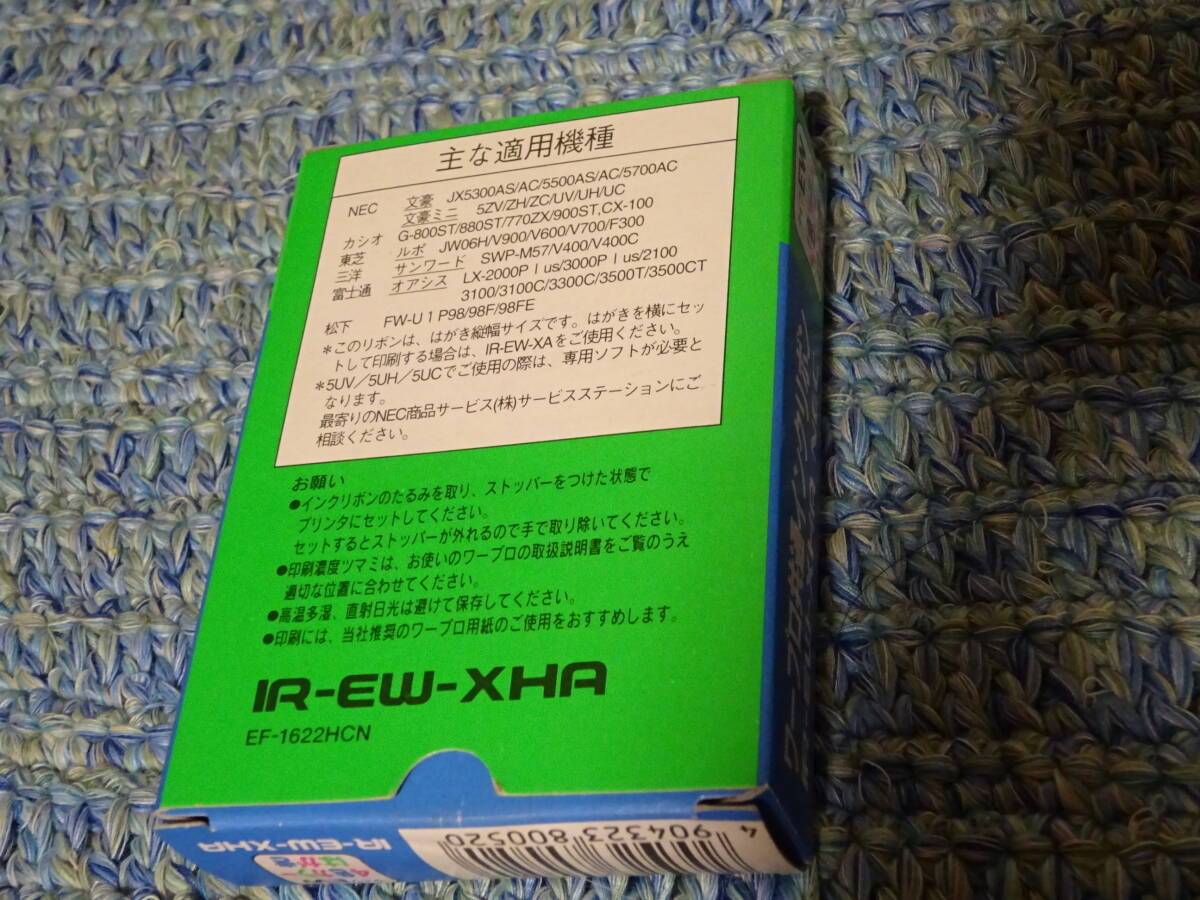 主な適用機種
NEC 文豪 JX5300AS/AC/5500AS/AC/5700AC
文豪ミニ 5ZV/ZH/ZC/UV/UH/UC
カシオ G-800ST/880ST/770ZX/900ST,CX-100
東芝 ルポ JW06H/V900/V600/V700/F300
三洋 サンワード SWP-M57/V400/V400C
富士通 オアシス LX-2000Plus/3000Plus/2100
3100/3100C/3300C/3500T/3500CT
松下 FW-U1P98/98F/98FE
*このリボンは、はがき縦幅サイズです。はがきを横にセッ
トして印刷する場合は、IR-EW-XAをご使用ください。
*5UV/5UH/5UCでご使用の際は、専用ソフトが必要と
なります。
最寄りのNEC商品サービス(株)サービスステーションにご
相談ください。
お願い
●インクリボンのたるみを取り、ストッパーをつけた状態で
プリンタにセットしてください。
セットするとストッパーが外れるので手で取り除いてください。
●印刷濃度ツマミは、お使いのワープロの取扱説明書をご覧のうえ
適切な位置に合わせてください。
●高温多湿、直射日光は避けて保存してください。
●印刷には、当社推奨のワープロ用紙のご使用をおすすめします。
IR-EW-XHA
EF-1622HCN
4 904323 800520
IR-EW-XHA
4色カラー
はがき